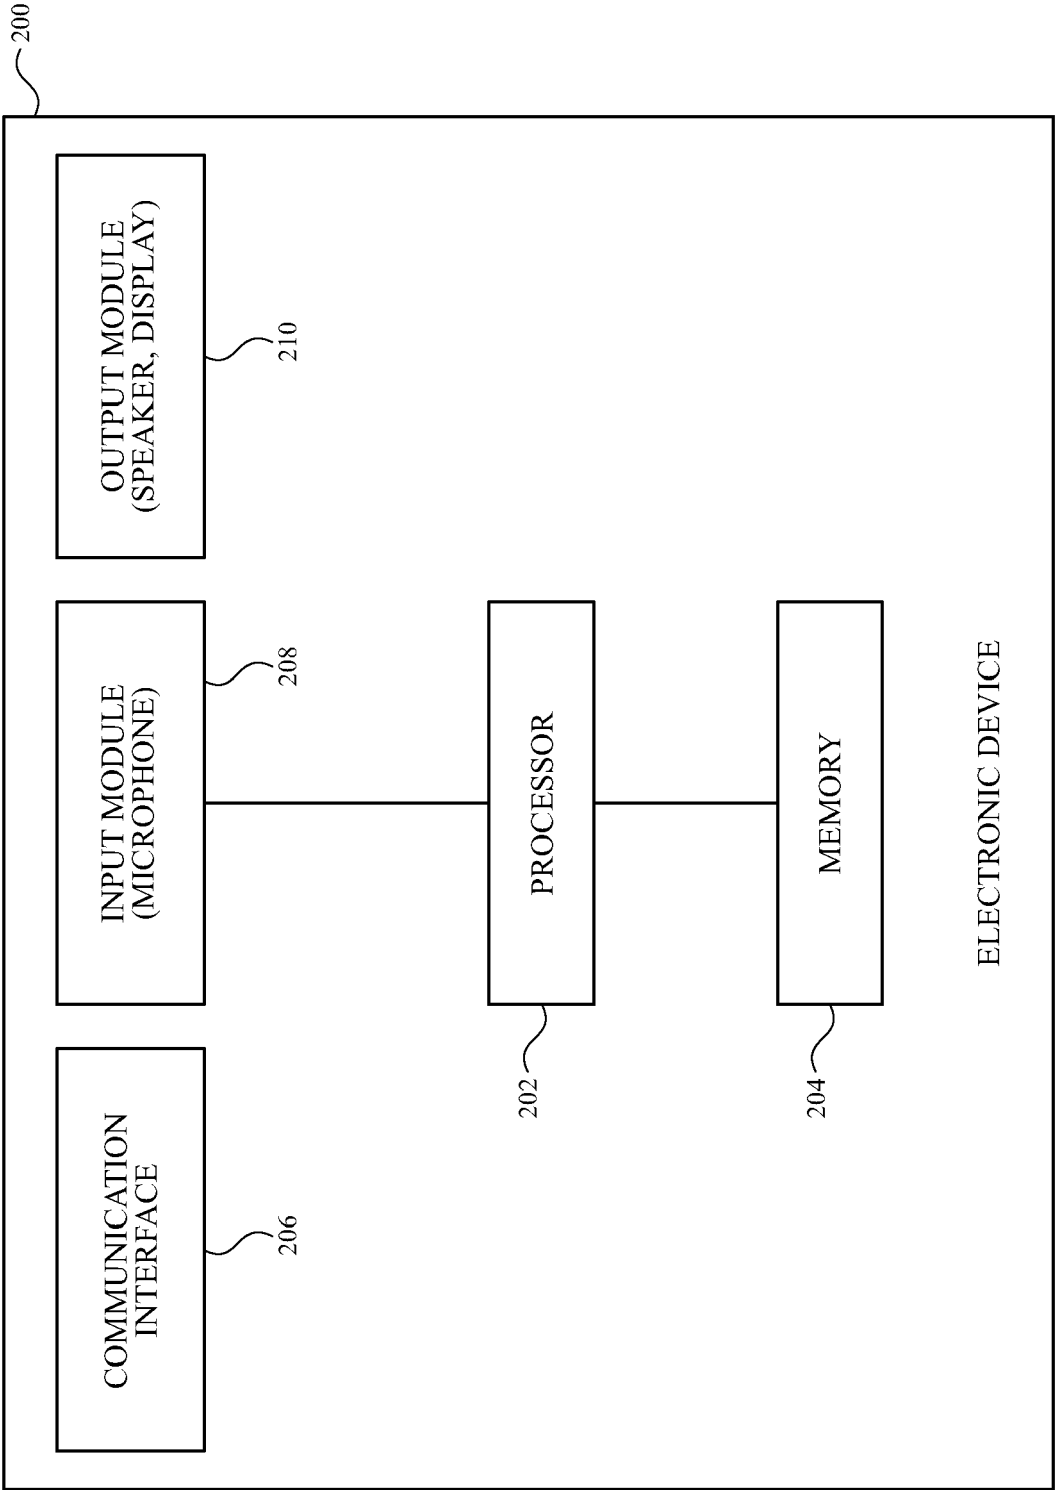 200
COMMUNICATION
INTERFACE
206
INPUT MODULE
(MICROPHONE)
208
OUTPUT MODULE
(SPEAKER, DISPLAY)
210
PROCESSOR
202
MEMORY
204
ELECTRONIC DEVICE